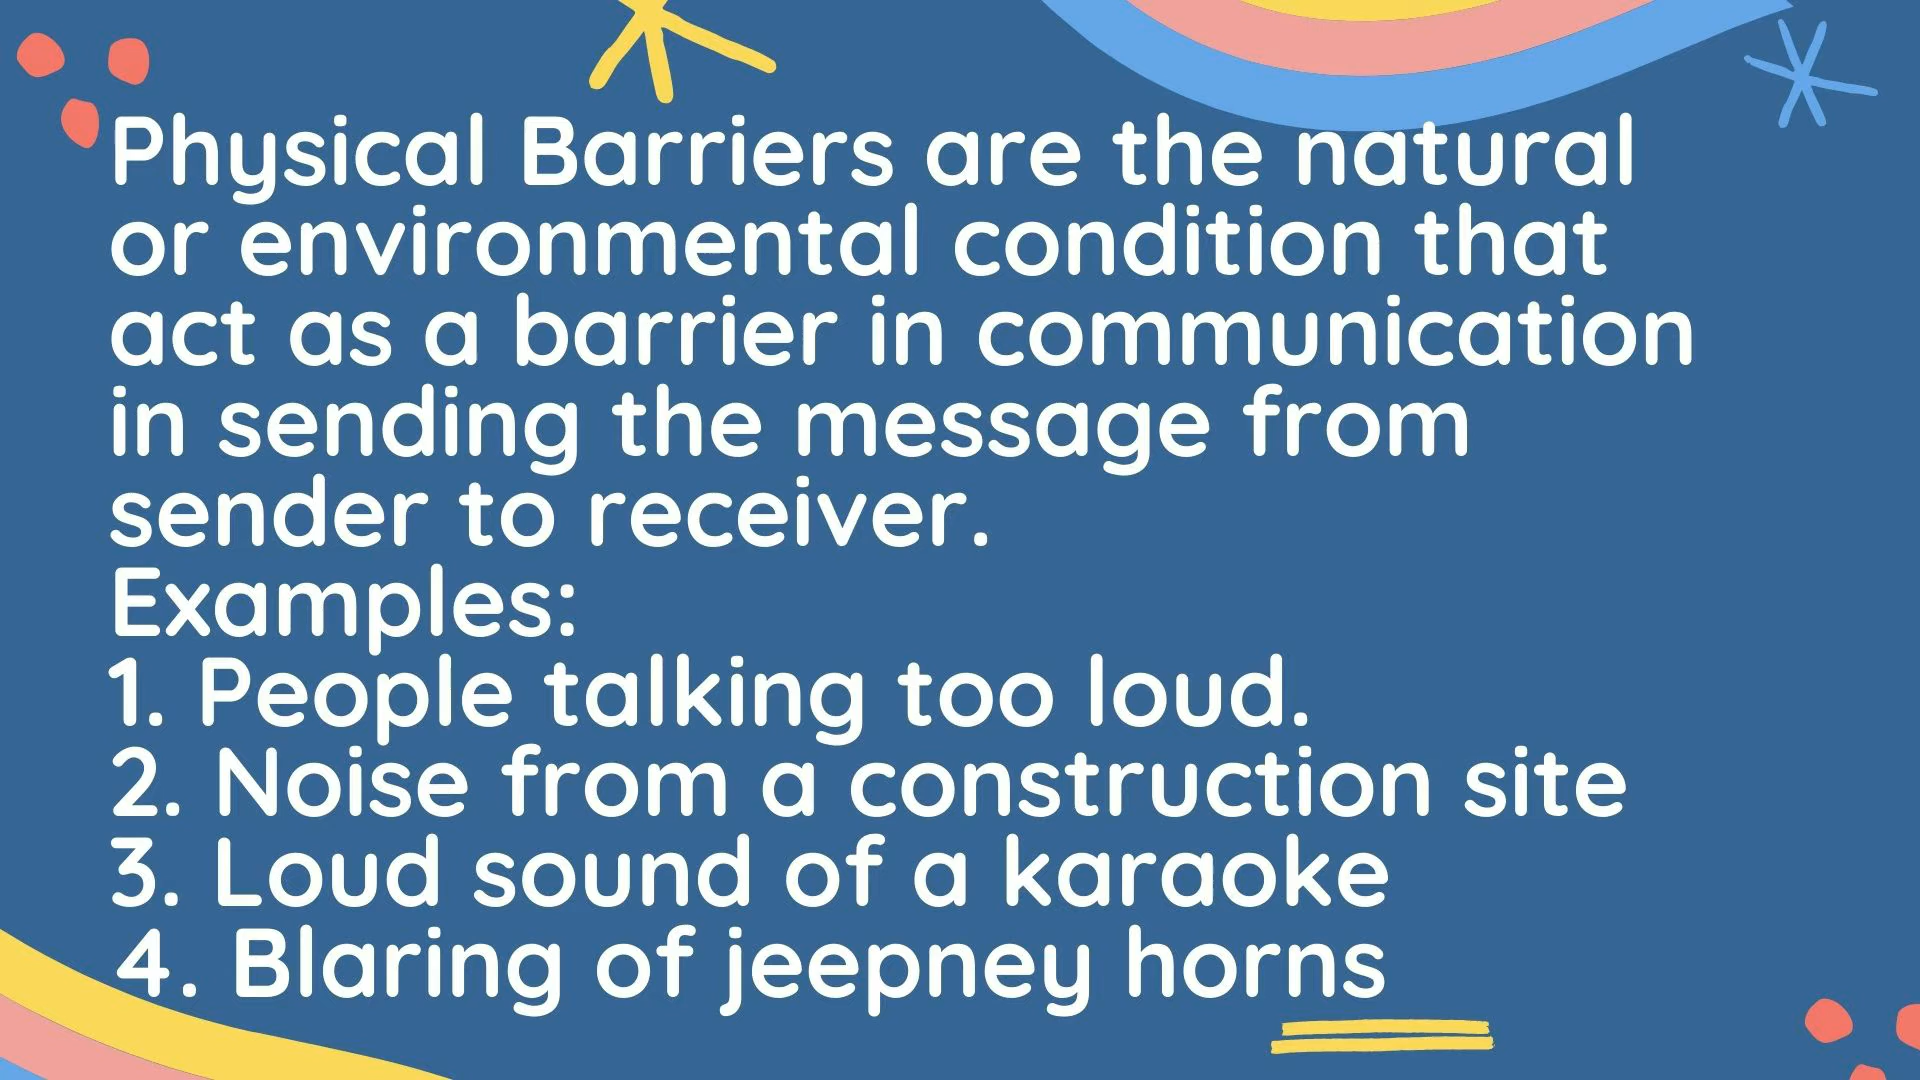 Physical Barriers are the natural
or environmental condition that
act as a barrier in communication
in sending the message from
sender to receiver.
Examples:
1. People talking too loud.
2. Noise from a construction site
3. Loud sound of a karaoke
4. Blaring of jeepney horns